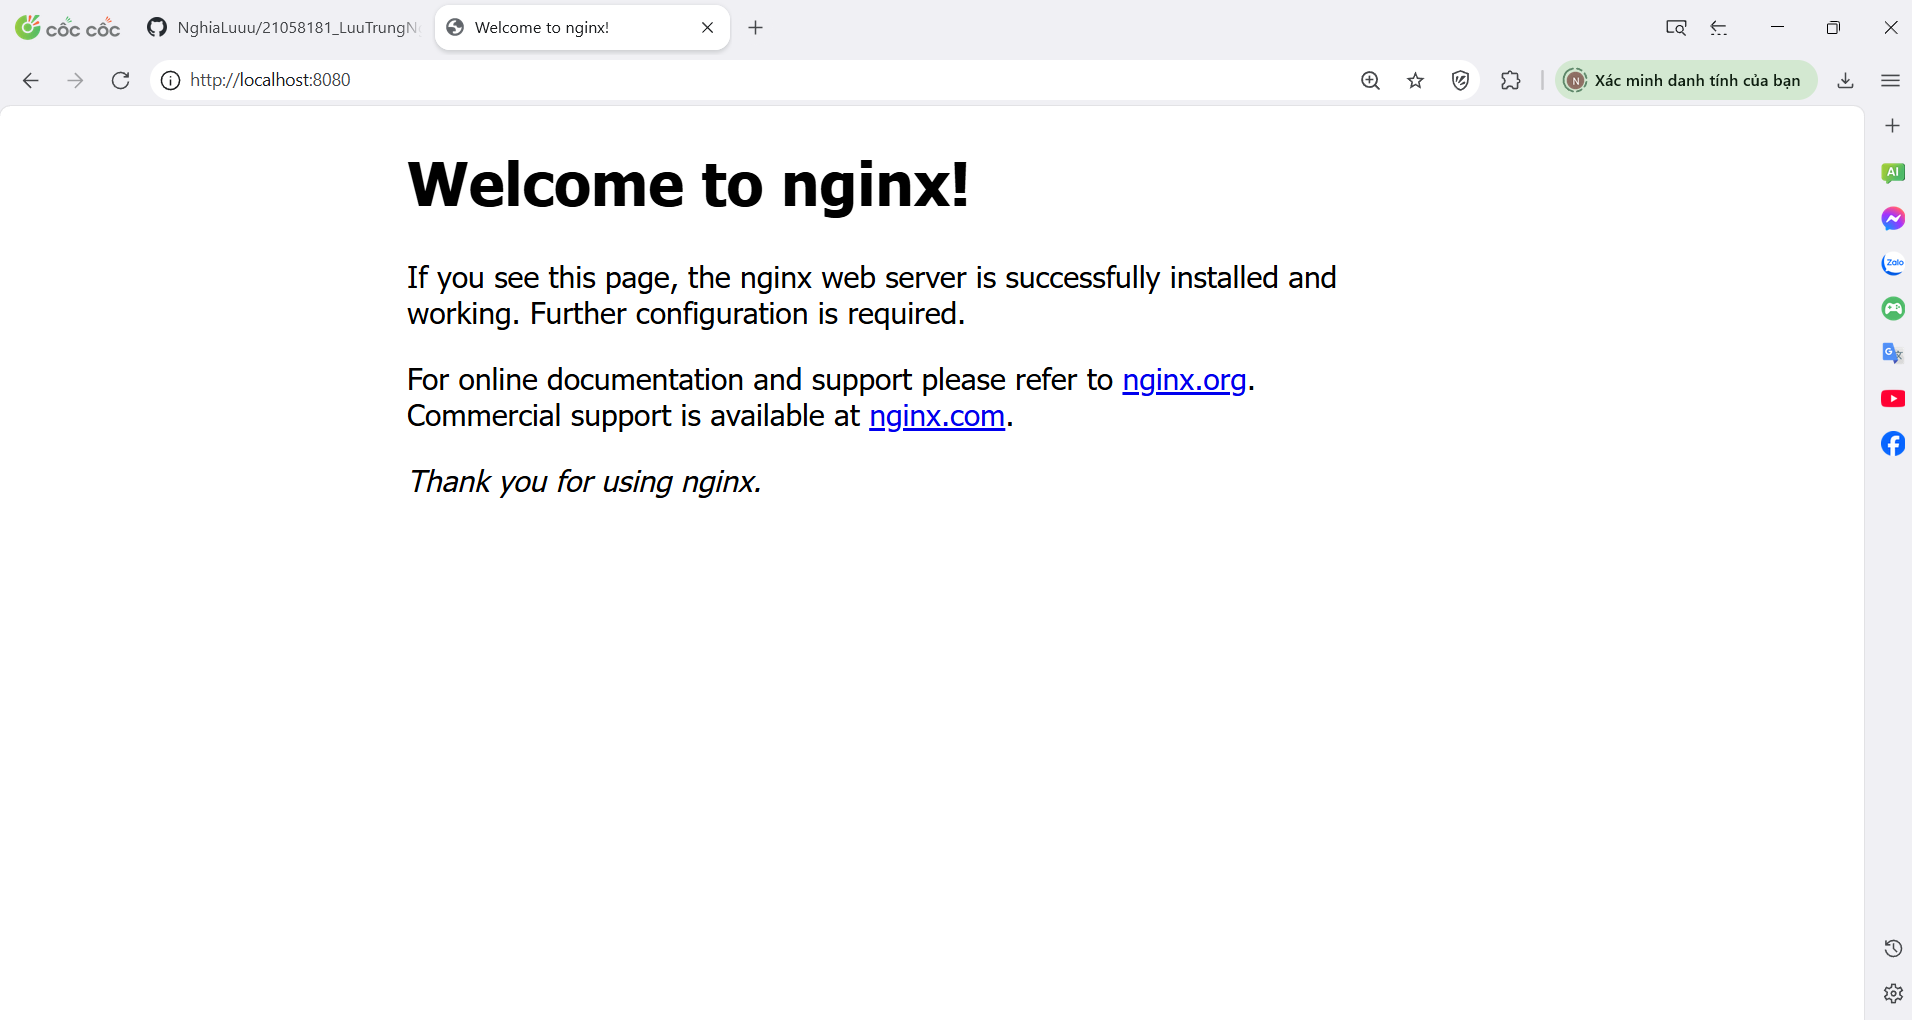 cốc cốc
NghiaLuuu/21058181_LuuTrungN
Welcome to nginx!
http://localhost:8080
N
Xác minh danh tính của bạn
AI
Zalo
G
Welcome to nginx!
If you see this page, the nginx web server is successfully installed and
working. Further configuration is required.
For online documentation and support please refer to nginx.org.
Commercial support is available at nginx.com.
Thank you for using nginx.